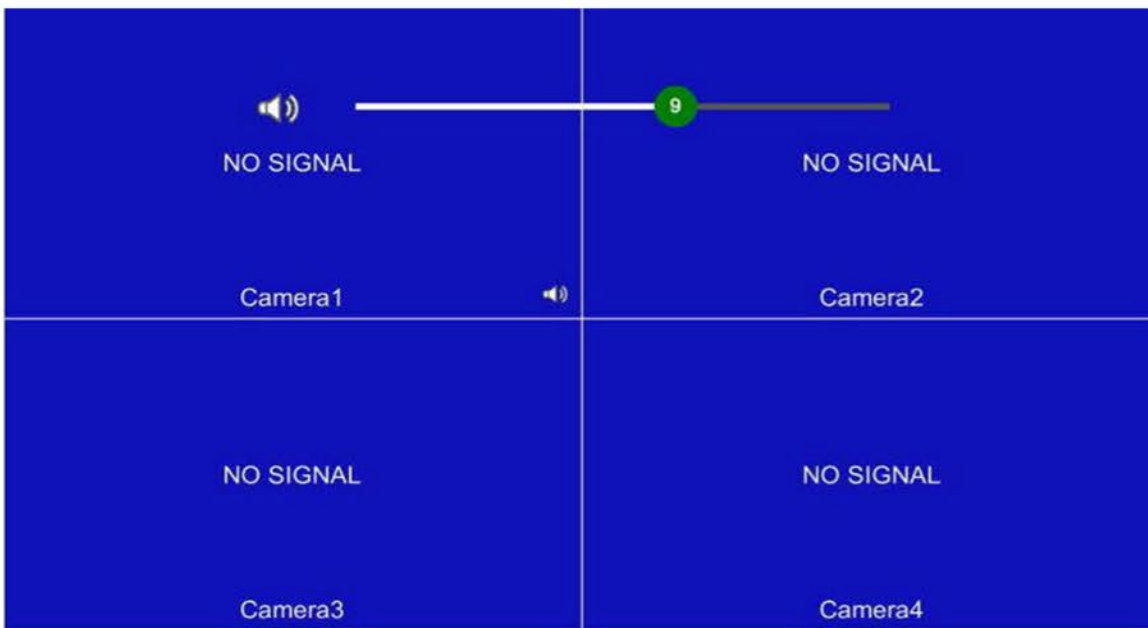 9
NO SIGNAL
NO SIGNAL
Camera1
Camera2
NO SIGNAL
NO SIGNAL
Camera3
Camera4